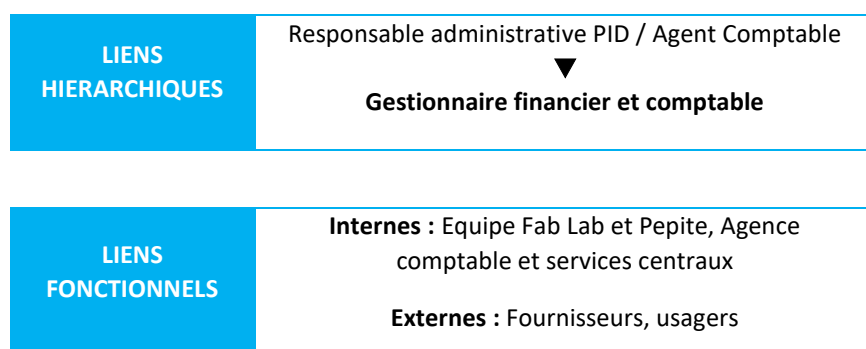 LIENS
HIERARCHIQUES
Responsable administrative PID / Agent Comptable
▼
Gestionnaire financier et comptable
LIENS
FONCTIONNELS
Internes : Equipe Fab Lab et Pepite, Agence
comptable et services centraux
Externes : Fournisseurs, usagers